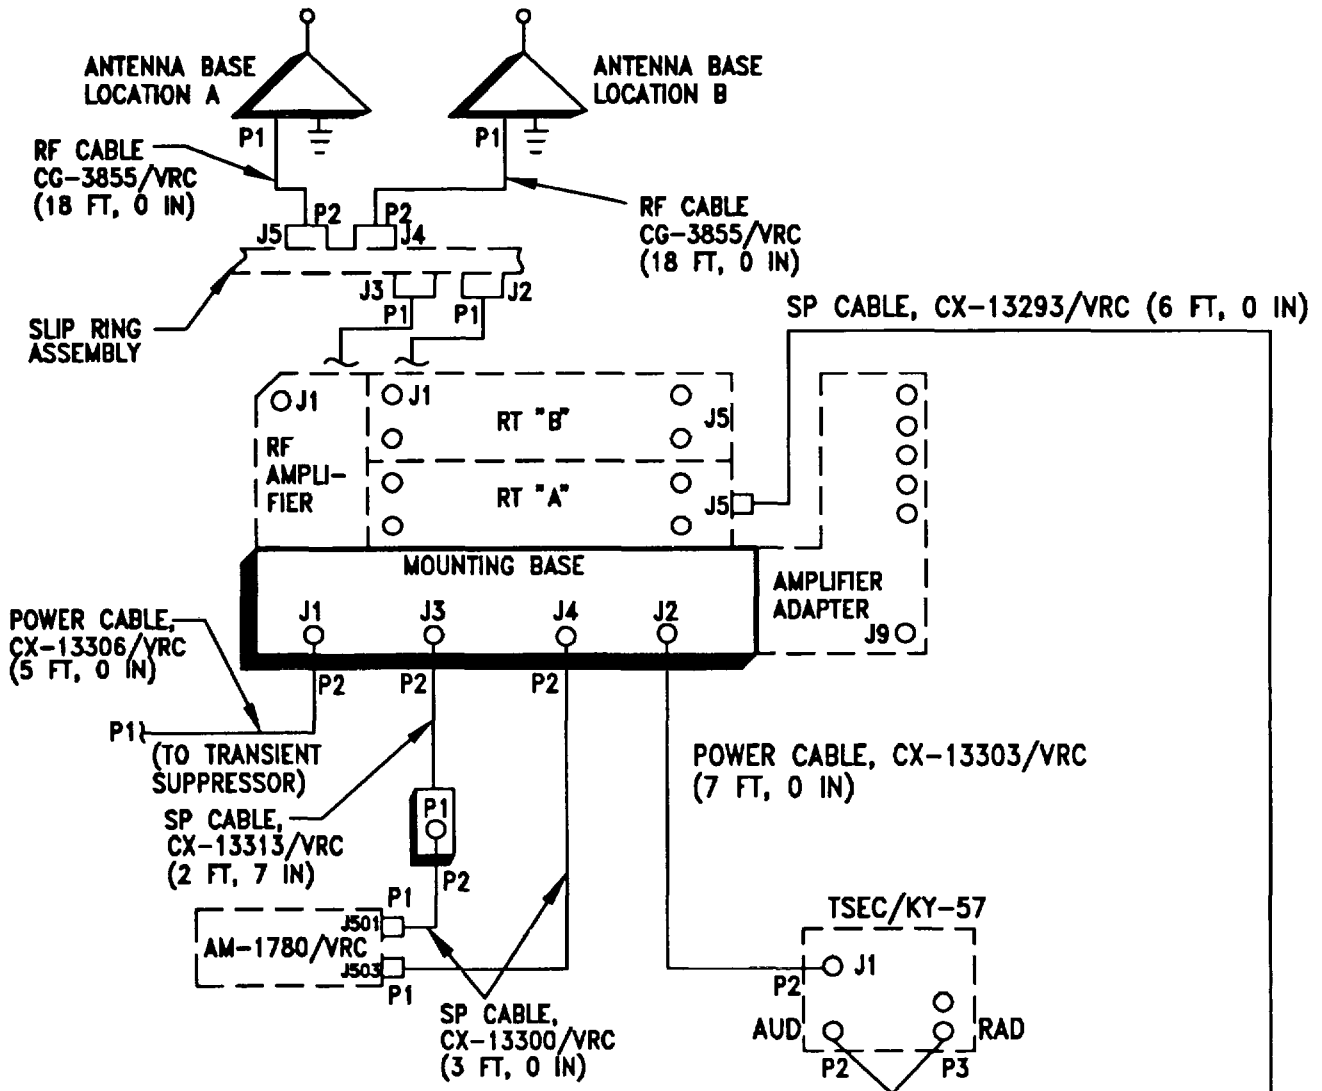 ANTENNA BASE
LOCATION A
ANTENNA BASE
LOCATION B
P1
P1
RF CABLE
CG-3855/VRC
(18 FT, 0 IN)
RF CABLE
CG-3855/VRC
(18 FT, 0 IN)
P2
P2
J5
J4
J3
J2
P1
P1
SLIP RING
ASSEMBLY
SP CABLE, CX-13293/VRC (6 FT, 0 IN)
J1
RF
AMPLI-
FIER
J1
RT "B"
J5
RT "A"
J5
MOUNTING BASE
J1
J3
J4
J2
AMPLIFIER
ADAPTER
J9
POWER CABLE,
CX-13306/VRC
(5 FT, 0 IN)
P2
P2
P2
P1
(TO TRANSIENT
SUPPRESSOR)
POWER CABLE, CX-13303/VRC
(7 FT, 0 IN)
SP CABLE,
CX-13313/VRC
(2 FT, 7 IN)
P1
P2
P1
J501
AM-1780/VRC
J503
P1
SP CABLE,
CX-13300/VRC
(3 FT, 0 IN)
TSEC/KY-57
J1
P2
AUD
RAD
P2
P3